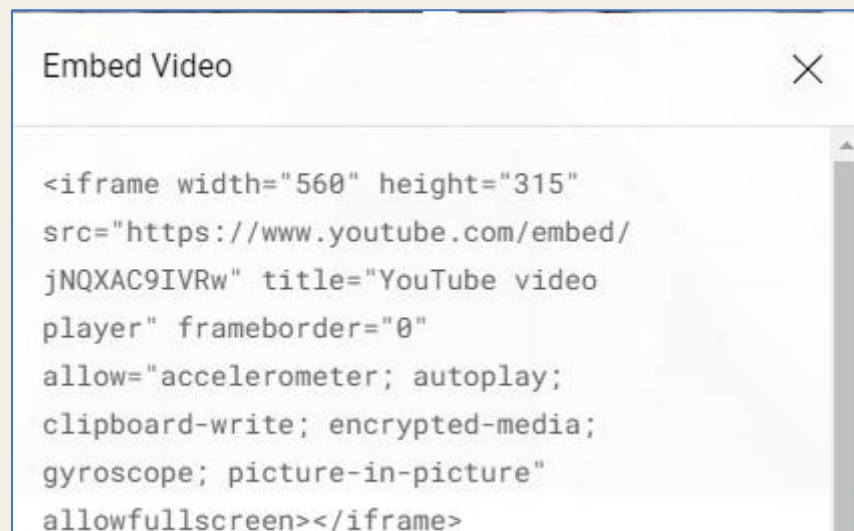 Embed Video
<iframe width="560" height="315"
src="https://www.youtube.com/embed/
jNQXAC9IVRw" title="YouTube video
player" frameborder="0"
allow="accelerometer; autoplay;
clipboard-write; encrypted-media;
gyroscope; picture-in-picture"
allowfullscreen></iframe>